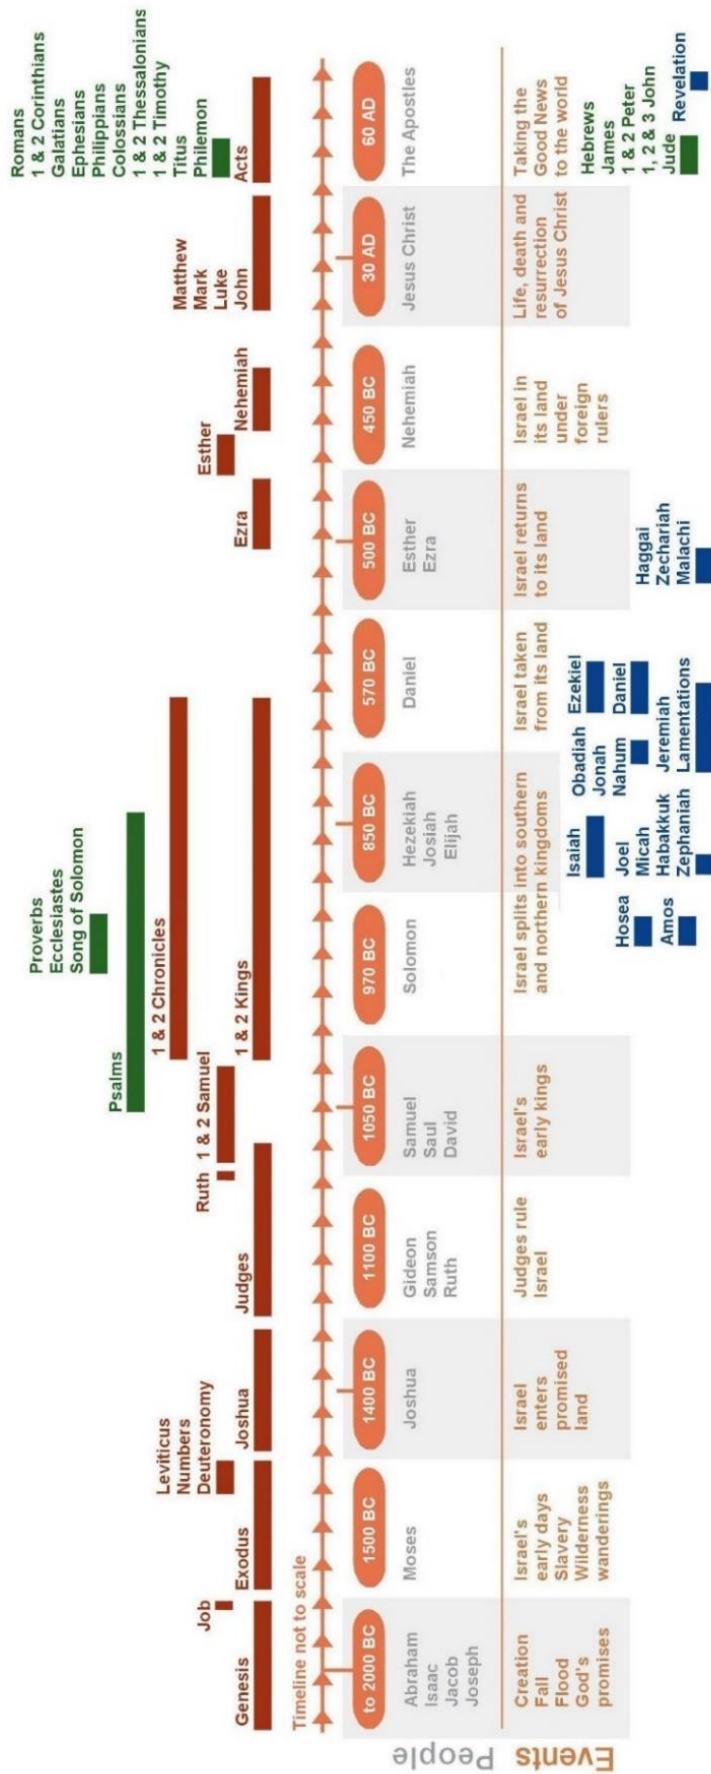 Romans
1 & 2 Corinthians
Galatians
Ephesians
Philippians
Colossians
1 & 2 Thessalonians
1 & 2 Timothy
Titus
Philemon
Proverbs
Ecclesiastes
Song of Solomon
Psalms
1 & 2 Chronicles
Leviticus
Numbers
Deuteronomy
Job
Ruth
1 & 2 Samuel
Esther
Matthew
Mark
Luke
John
Genesis
Exodus
Joshua
Judges
1 & 2 Kings
Ezra
Nehemiah
Acts
Timeline not to scale
to 2000 BC
1500 BC
1400 BC
1100 BC
1050 BC
970 BC
850 BC
570 BC
500 BC
450 BC
30 AD
60 AD
People
Abraham
Isaac
Jacob
Joseph
Moses
Joshua
Gideon
Samson
Ruth
Samuel
Saul
David
Solomon
Hezekiah
Josiah
Elijah
Daniel
Esther
Ezra
Nehemiah
Jesus Christ
The Apostles
Events
Creation
Fall
Flood
God's
promises
Israel's
early days
Slavery
Wilderness
wanderings
Israel
enters
promised
land
Judges rule
Israel
Israel's
early kings
Israel splits into southern
and northern kingdoms
Israel taken
from its land
Israel returns
to its land
Israel in
its land
under
foreign
rulers
Life, death and
resurrection
of Jesus Christ
Taking the
Good News
to the world
Hosea
Amos
Isaiah
Joel
Micah
Habakkuk
Zephaniah
Obadiah
Jonah
Nahum
Jeremiah
Lamentations
Ezekiel
Daniel
Haggai
Zechariah
Malachi
Hebrews
James
1 & 2 Peter
1, 2 & 3 John
Jude
Revelation